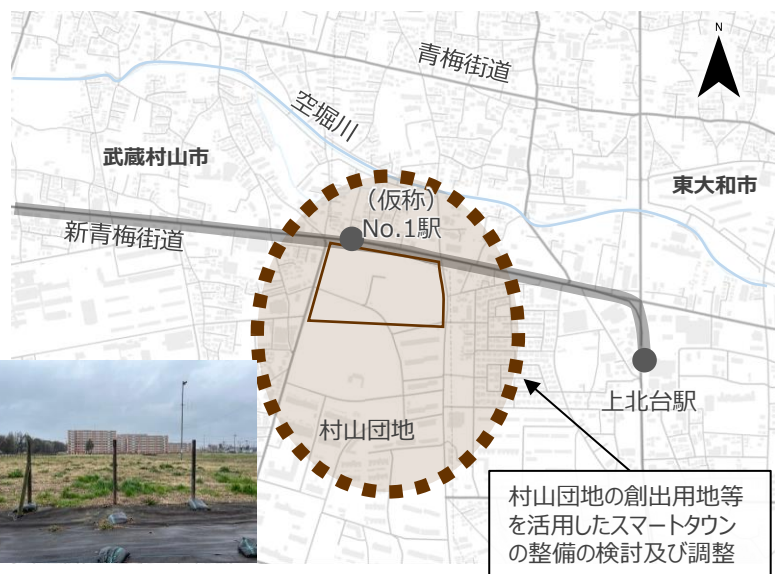 N
青梅街道
空堀川
武蔵村山市
東大和市
（仮称）
No.1駅
新青梅街道
上北台駅
村山団地
村山団地の創出用地等
を活用したスマートタウン
の整備の検討及び調整